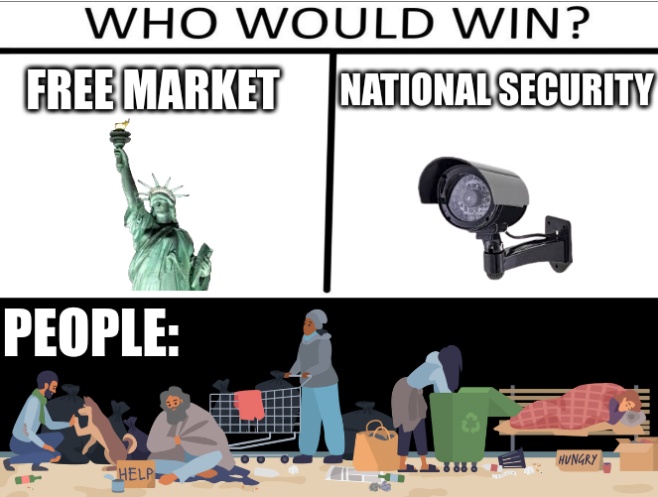 WHO WOULD WIN?
FREE MARKET
NATIONAL SECURITY
PEOPLE:
HELP
HUNGRY